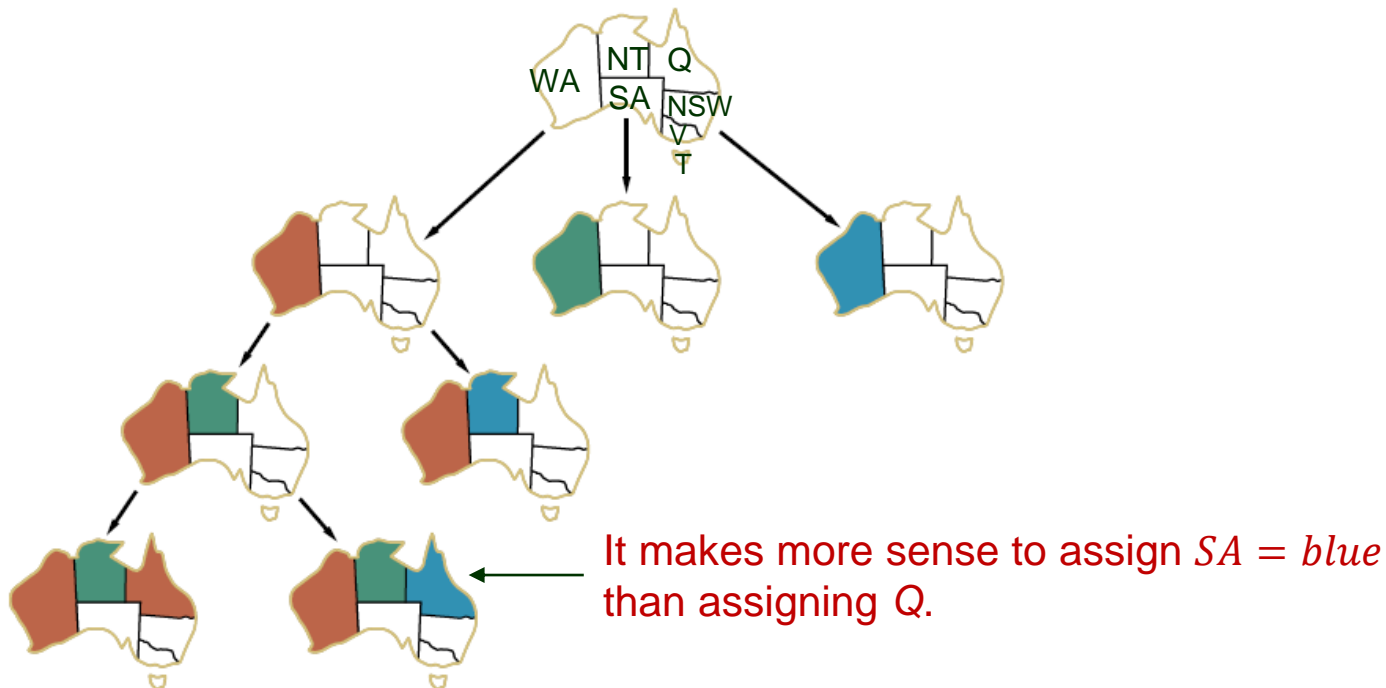 NT Q
WA
SA NSW
V
T
It makes more sense to assign SA = blue
than assigning Q.